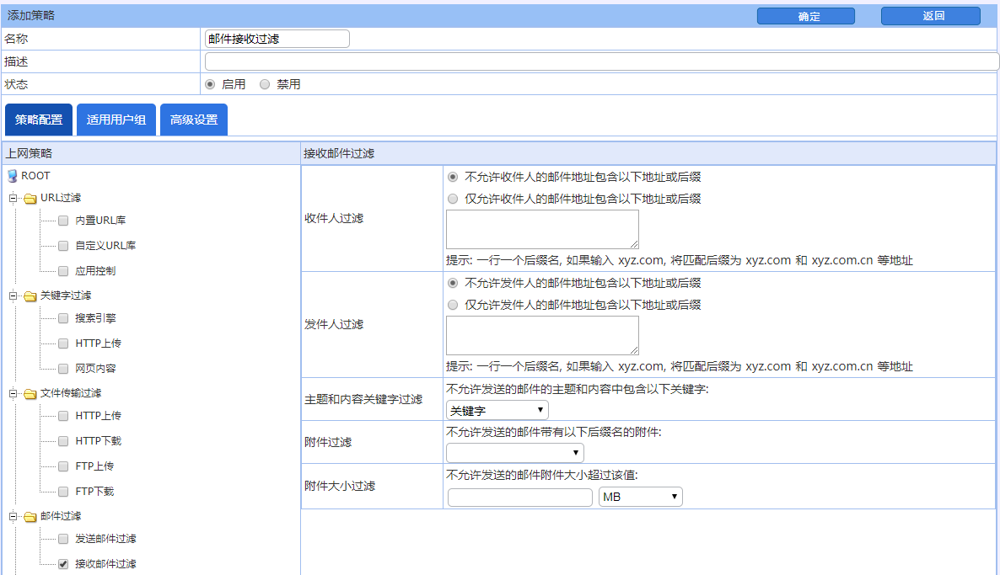 添加策略 确定 返回
名称 邮件接收过滤
描述
状态 启用 禁用
策略配置 适用用户组 高级设置
上网策略
ROOT
URL过滤
内置URL库
自定义URL库
应用控制
关键字过滤
搜索引擎
HTTP上传
网页内容
文件传输过滤
HTTP上传
HTTP下载
FTP上传
FTP下载
邮件过滤
发送邮件过滤
接收邮件过滤
接收邮件过滤
收件人过滤
不允许收件人的邮件地址包含以下地址或后缀
仅允许收件人的邮件地址包含以下地址或后缀
提示: 一行一个后缀名, 如果输入 xyz.com, 将匹配后缀为 xyz.com 和 xyz.com.cn 等地址
发件人过滤
不允许发件人的邮件地址包含以下地址或后缀
仅允许发件人的邮件地址包含以下地址或后缀
提示: 一行一个后缀名, 如果输入 xyz.com, 将匹配后缀为 xyz.com 和 xyz.com.cn 等地址
主题和内容关键字过滤
不允许发送的邮件的主题和内容中包含以下关键字:
关键字
附件过滤
不允许发送的邮件带有以下后缀名的附件:
附件大小过滤
不允许发送的邮件附件大小超过该值:
MB